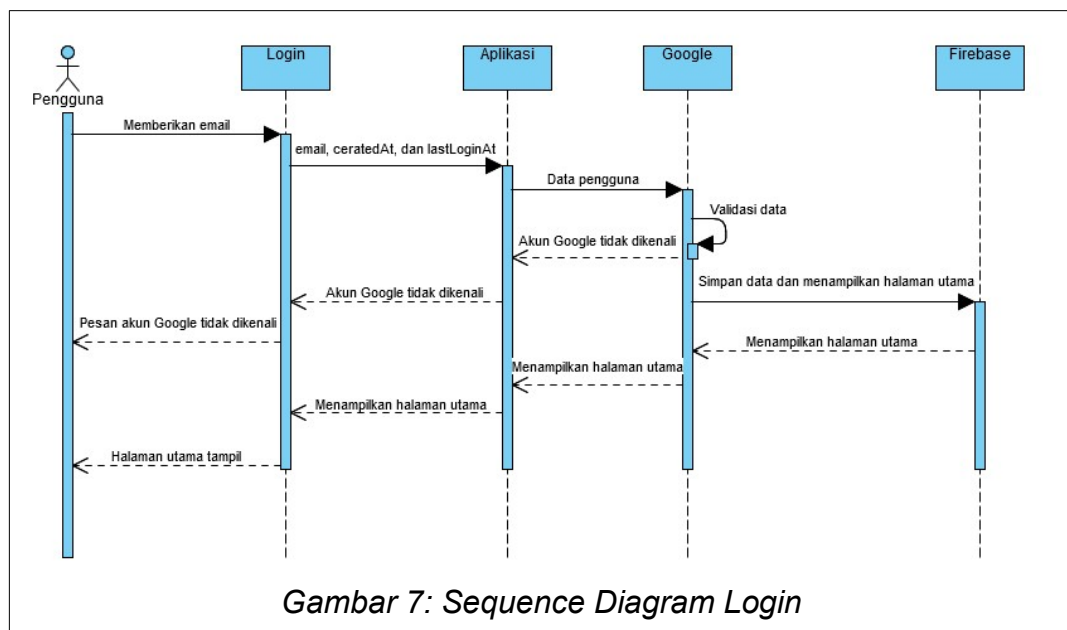 Login
Aplikasi
Google
Firebase
Pengguna
Memberikan email
email, ceratedAt, dan lastLoginAt
Data pengguna
Validasi data
Akun Google tidak dikenali
Simpan data dan menampilkan halaman utama
Akun Google tidak dikenali
Pesan akun Google tidak dikenali
Menampilkan halaman utama
Menampilkan halaman utama
Menampilkan halaman utama
Halaman utama tampil
Gambar 7: Sequence Diagram Login